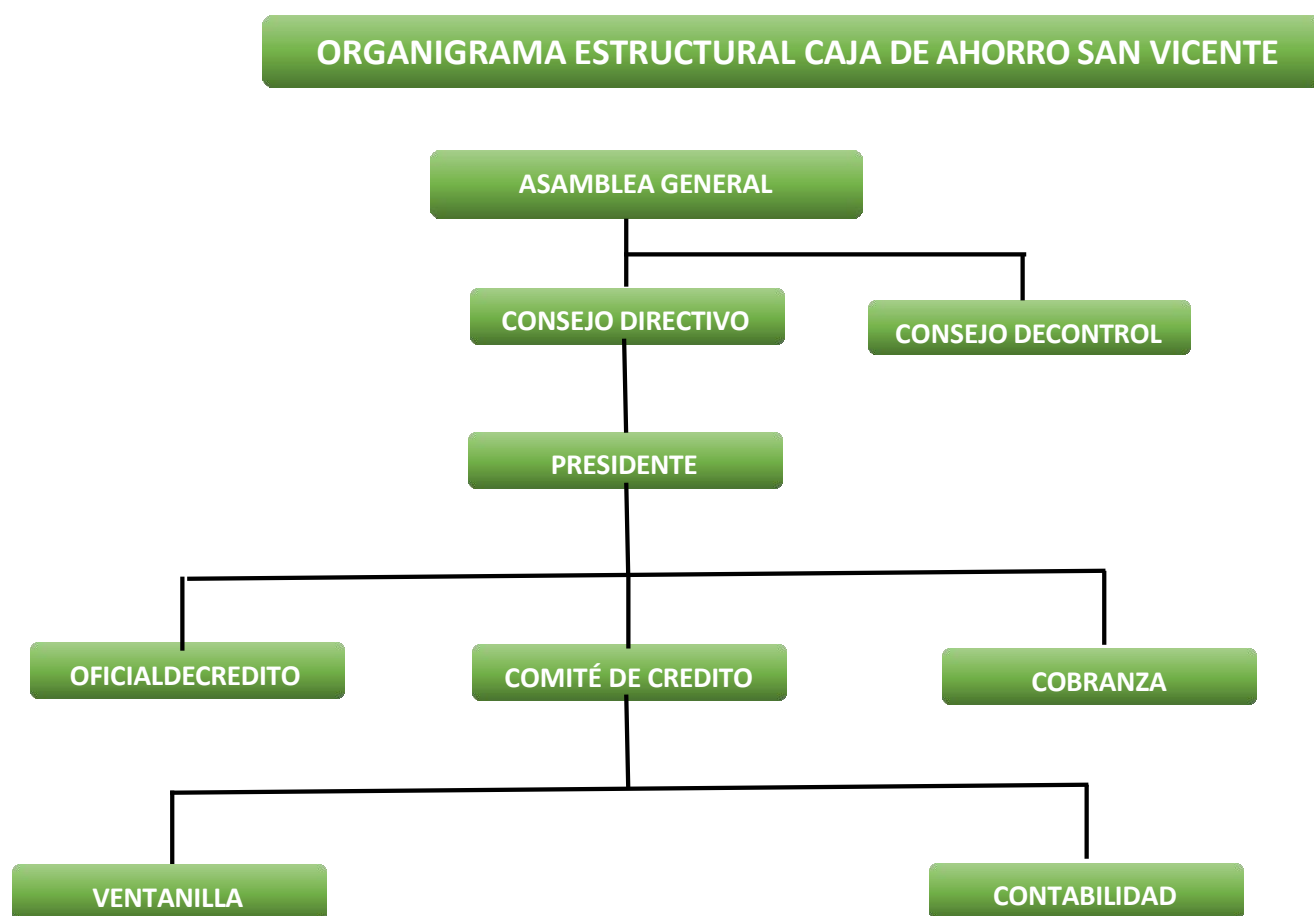 ORGANIGRAMA ESTRUCTURAL CAJA DE AHORRO SAN VICENTE
ASAMBLEA GENERAL
CONSEJO DIRECTIVO
CONSEJO DECONTROL
PRESIDENTE
OFICIALDECREDITO
COMITÉ DE CREDITO
COBRANZA
VENTANILLA
CONTABILIDAD